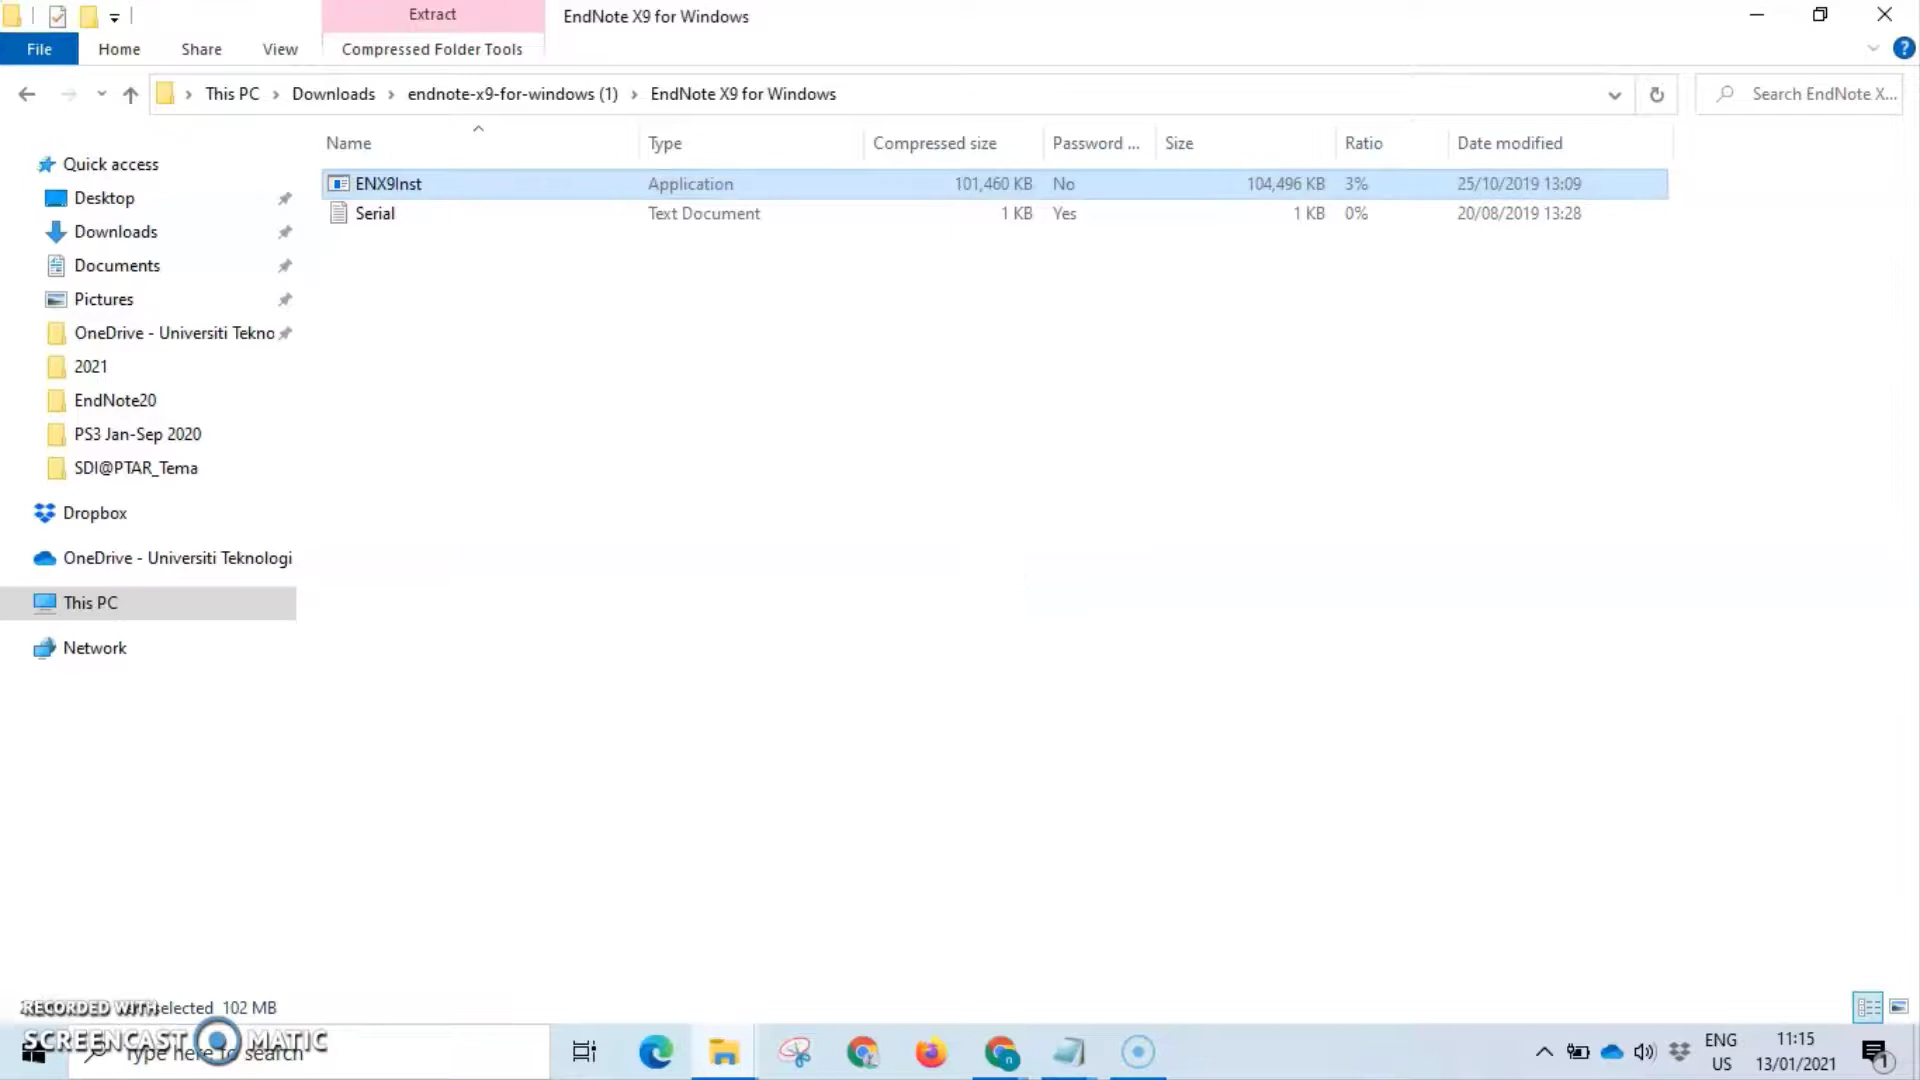 Extract
EndNote X9 for Windows
File
Home
Share
View
Compressed Folder Tools
This PC
Downloads
endnote-x9-for-windows (1)
EndNote X9 for Windows
Search EndNote X...
Name
Type
Compressed size
Password ...
Size
Ratio
Date modified
ENX9Inst
Application
101,460 KB
No
104,496 KB
3%
25/10/2019 13:09
Serial
Text Document
1 KB
Yes
1 KB
0%
20/08/2019 13:28
Quick access
Desktop
Downloads
Documents
Pictures
OneDrive - Universiti Tekno
2021
EndNote20
PS3 Jan-Sep 2020
SDI@PTAR_Tema
Dropbox
OneDrive - Universiti Teknologi
This PC
Network
RECORDED WITH
selected 102 MB
SCREENCAST MATIC
Type here to search
ENG
US
11:15
13/01/2021
1